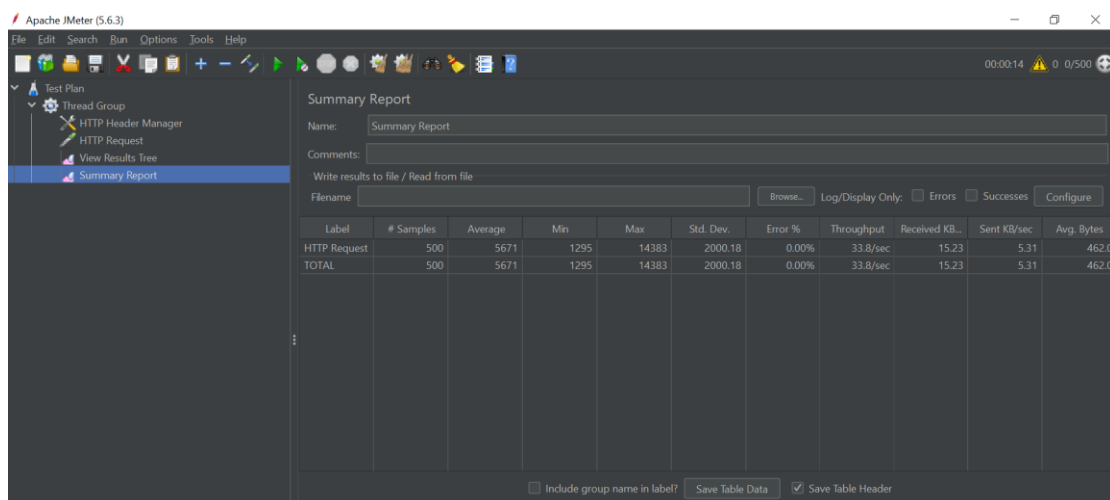 Apache JMeter (5.6.3)
File Edit Search Run Options Tools Help
00:00:14 0 0/500
Test Plan
Thread Group
HTTP Header Manager
HTTP Request
View Results Tree
Summary Report
Summary Report
Name: Summary Report
Comments:
Write results to file / Read from file
Filename Browse... Log/Display Only: Errors Successes Configure
Label # Samples Average Min Max Std. Dev. Error % Throughput Received KB... Sent KB/sec Avg. Bytes
HTTP Request 500 5671 1295 14383 2000.18 0.00% 33.8/sec 15.23 5.31 462.0
TOTAL 500 5671 1295 14383 2000.18 0.00% 33.8/sec 15.23 5.31 462.0
Include group name in label? Save Table Data Save Table Header